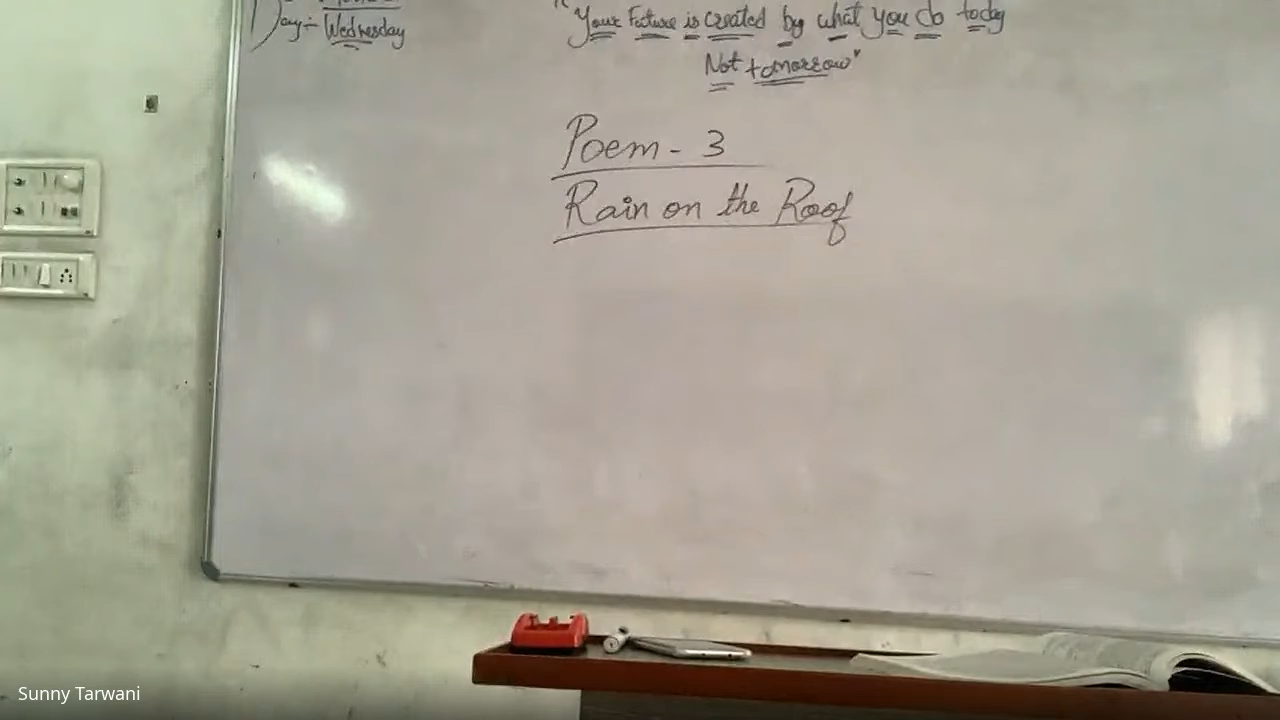 Day:- Wednesday
"Your Future is created by what you do today
Not tomorrow"
Poem - 3
Rain on the Roof
Sunny Tarwani